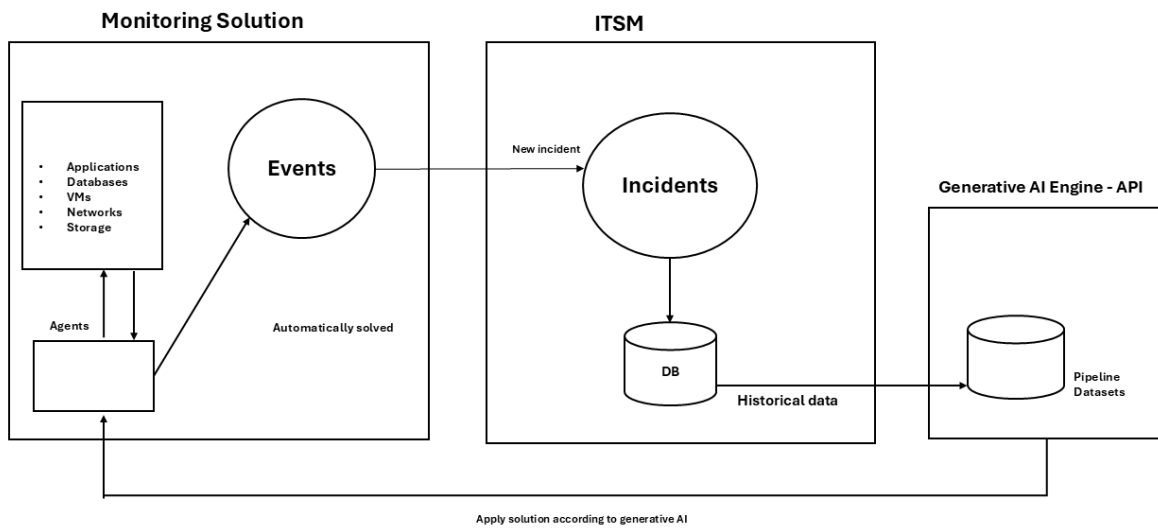 Monitoring Solution
ITSM
• Applications
• Databases
• VMs
• Networks
• Storage
Events
New incident
Incidents
Generative AI Engine - API
Agents
Automatically solved
DB
Historical data
Pipeline
Datasets
Apply solution according to generative AI